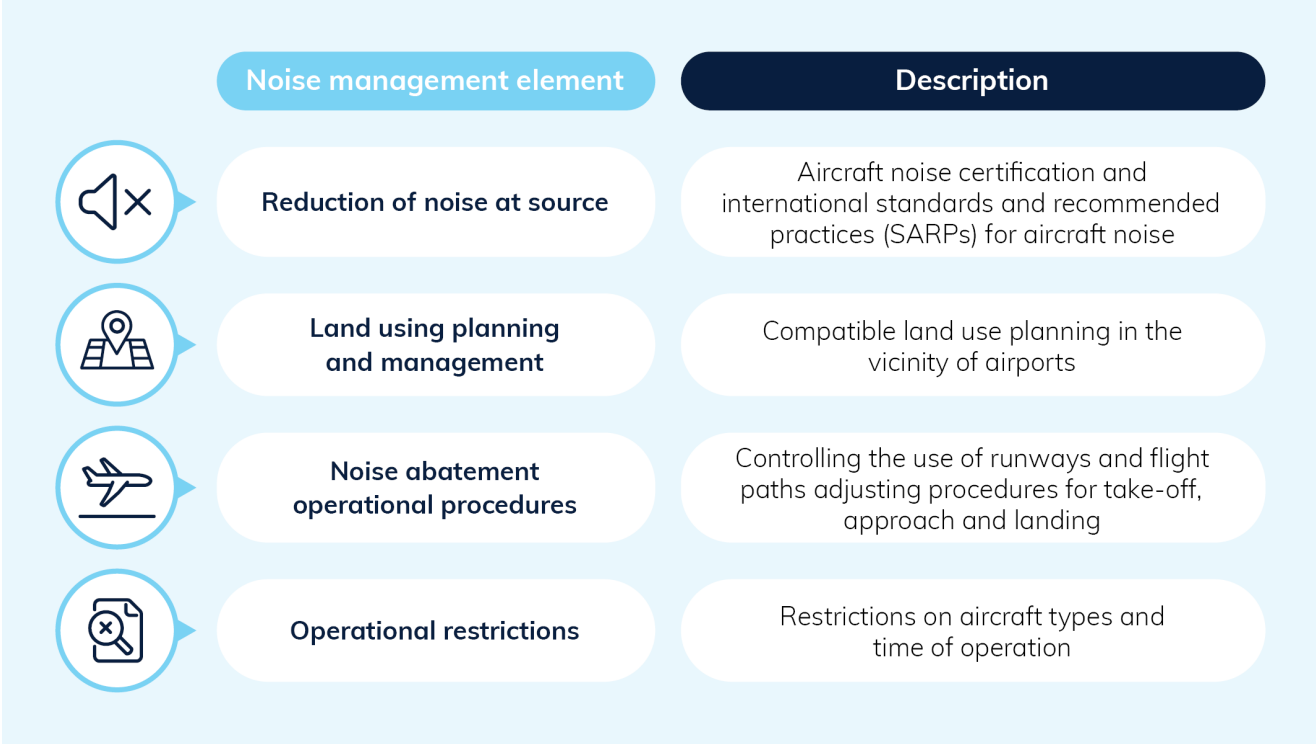 Noise management element
Description
Reduction of noise at source
Aircraft noise certification and
international standards and recommended
practices (SARPs) for aircraft noise
Land using planning
and management
Compatible land use planning in the
vicinity of airports
Noise abatement
operational procedures
Controlling the use of runways and flight
paths adjusting procedures for take-off,
approach and landing
Operational restrictions
Restrictions on aircraft types and
time of operation